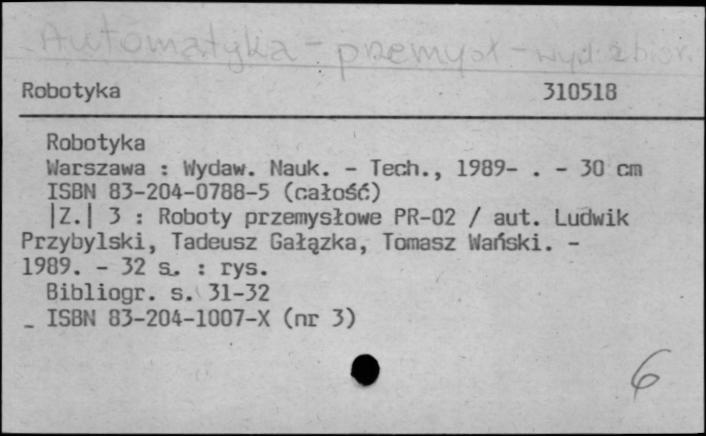 Automatyka - przemysł - wyd. zbior.
Robotyka 310518
Robotyka
Warszawa : Wydaw. Nauk. - Tech., 1989- . - 30 cm
ISBN 83-204-0788-5 (całość)
|Z.| 3 : Roboty przemysłowe PR-02 / aut. Ludwik
Przybylski, Tadeusz Gałązka, Tomasz Wański. -
1989. - 32 s. : rys.
Bibliogr. s. 31-32
_ ISBN 83-204-1007-X (nr 3)
6